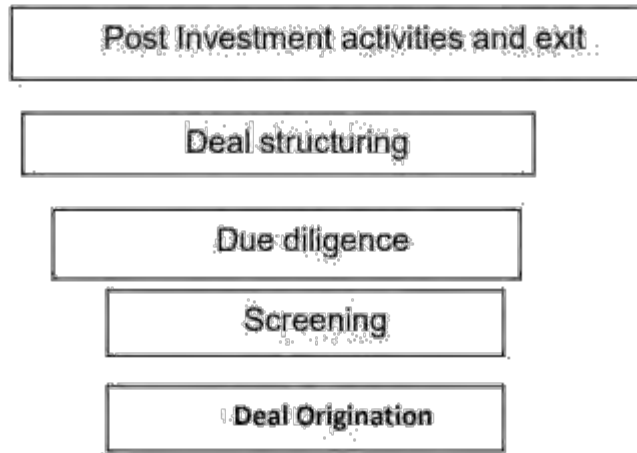 Post Investment activities and exit
Deal structuring
Due diligence
Screening
Deal Origination